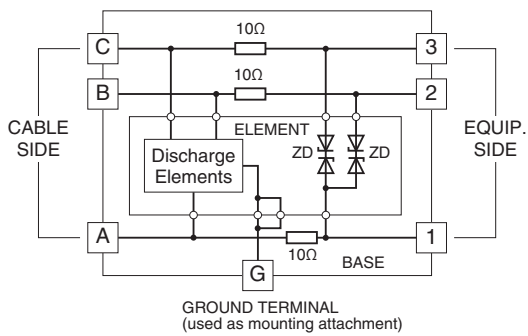 C
10Ω
3
B
10Ω
2
CABLE
SIDE
ELEMENT
EQUIP.
SIDE
Discharge
Elements
ZD
ZD
A
10Ω
1
G
BASE
GROUND TERMINAL
(used as mounting attachment)